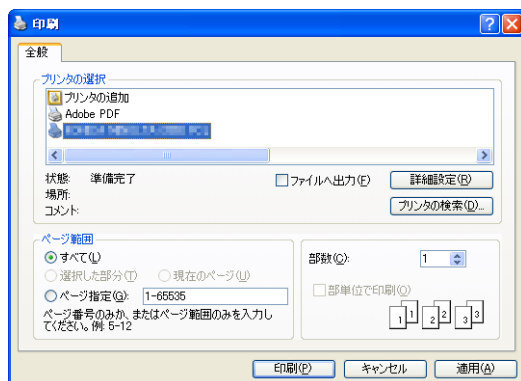 印刷
全般
プリンタの選択
プリンタの追加
Adobe PDF
状態: 準備完了
場所:
コメント:
ファイルへ出力(F)
詳細設定(R)
プリンタの検索(D)...
ページ範囲
すべて(L)
選択した部分(T) 現在のページ(U)
ページ指定(G): 1-65535
ページ番号のみか、またはページ範囲のみを入力し
てください。例: 5-12
部数(C): 1
部単位で印刷(O)
1 1 2 2 3 3
印刷(P) キャンセル 適用(A)